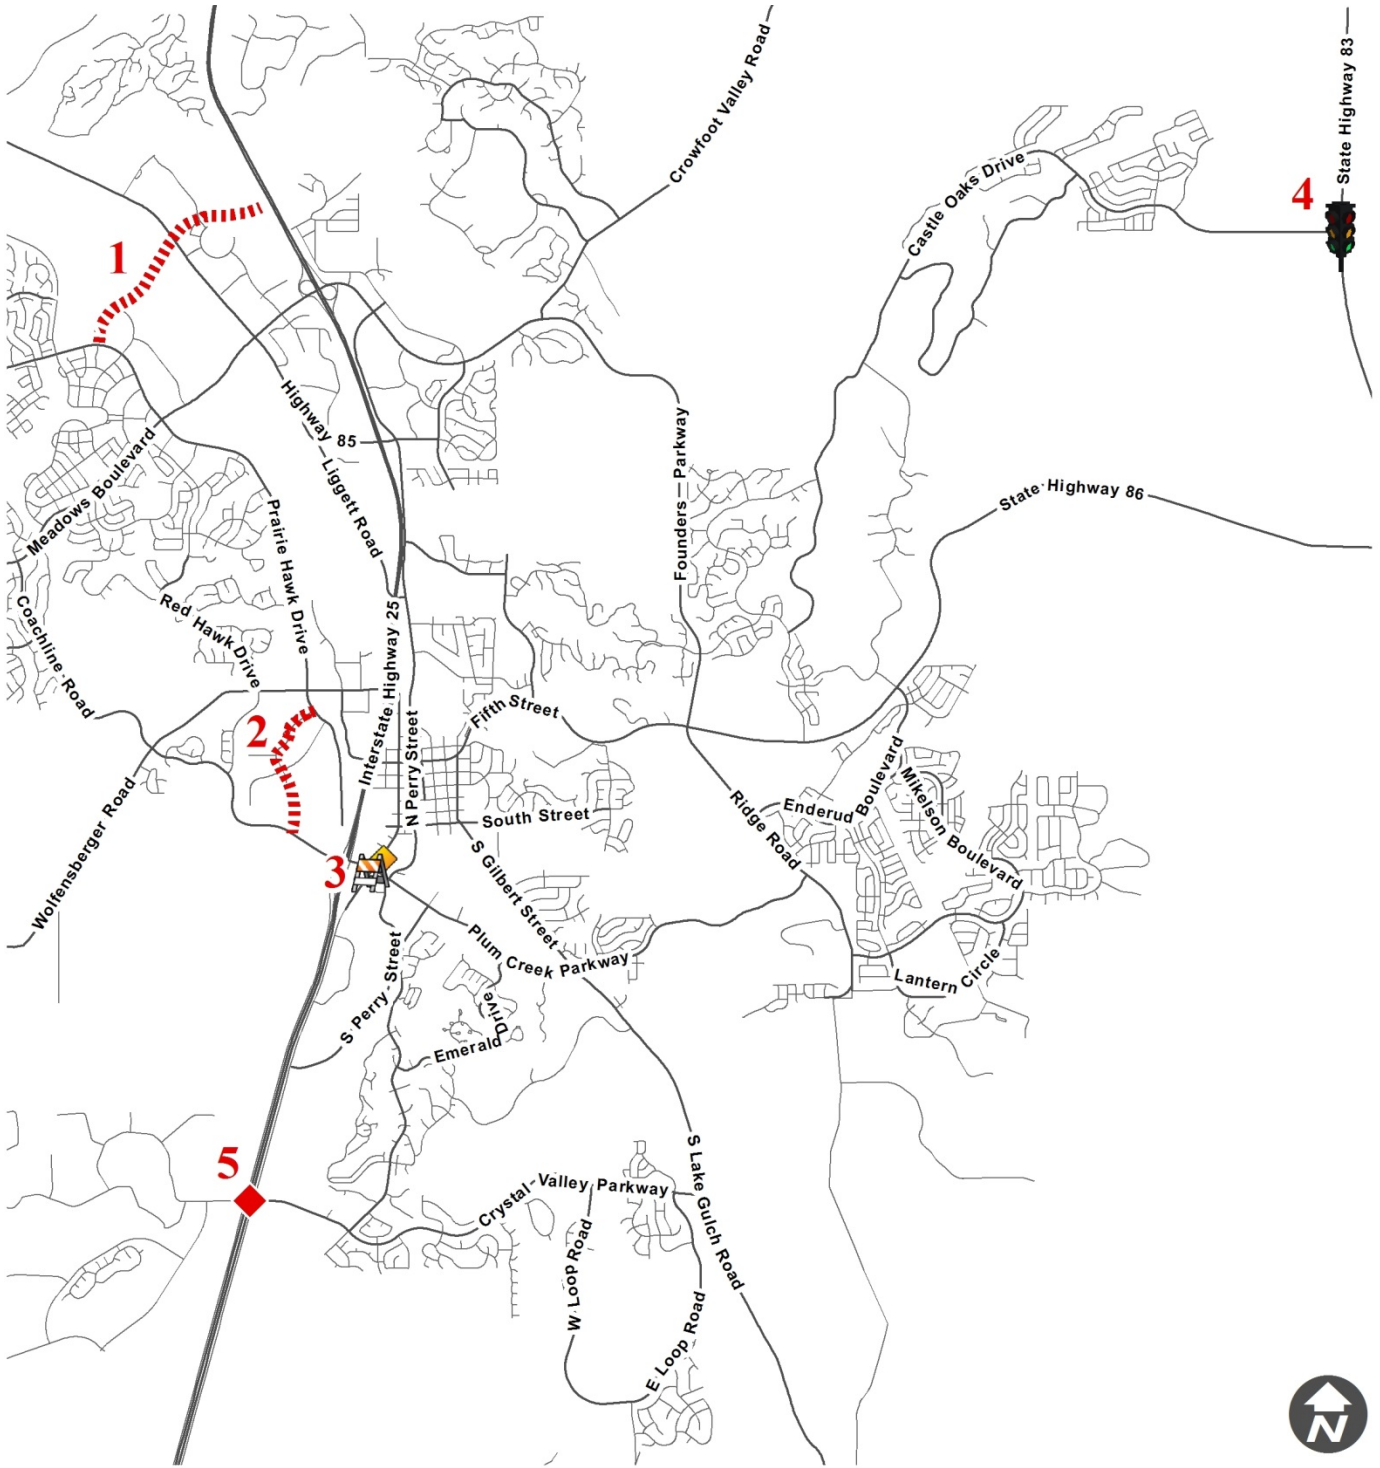 State Highway 83
Crowfoot Valley Road
Castle Oaks Drive
4
1
Highway 85
Liggett Road
Meadows Boulevard
Founders Parkway
State Highway 86
Prairie Hawk Drive
Coachline Road
Red Hawk Drive
Interstate Highway 25
2
Fifth Street
N Perry Street
Wolfensberger Road
South Street
Ridge Road
Enderud Boulevard
Mikelson Boulevard
3
S Gilbert Street
Plum Creek Parkway
S Perry Street
Lantern Circle
Emerald Drive
5
Crystal Valley Parkway
S Lake Gulch Road
W Loop Road
E Loop Road
N